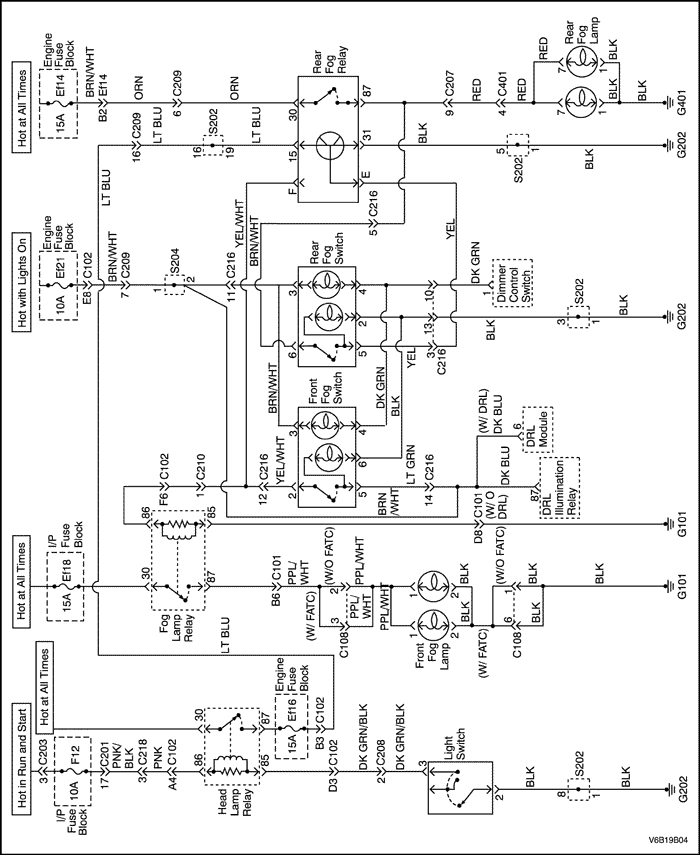 Hot in Run and Start
3 C203
I/P
Fuse
Block
10A
F12
17 C201
PNK/
BLK
3 C218
PNK
A4 C102
86
85
Head
Lamp
Relay
30
87
Hot at All Times
Engine
Fuse
Block
15A
Ef16
B3 C102
LT BLU
D3 C102
DK GRN/BLK
2 C208
DK GRN/BLK
3
Light
Switch
2
BLK
8
S202
1
BLK
G202
Hot at All Times
I/P
Fuse
Block
15A
Ef18
30
86
85
87
Fog
Lamp
Relay
F6 C102
1 C210
B6 C101
PPL/
WHT
(W/O FATC)
(W/ FATC)
2
3
C108
PPL/WHT
PPL/
WHT
PPL/WHT
1
1
Front
Fog
Lamp
2
2
BLK
BLK
(W/ FATC)
(W/O FATC)
1
6
C108
BLK
BLK
BLK
G101
D8 C101
(W/O
DRL)
G101
12 C216
YEL/WHT
BRN/WHT
Front
Fog
Switch
2
3
5
6
4
BRN
/WHT
LT GRN
14 C216
BLK
DK GRN
(W/ DRL)
DK BLU
6
DRL
Module
DK BLU
87
DRL
Illumination
Relay
Hot with Lights On
Engine
Fuse
Block
10A
Ef21
E8 C102
BRN/WHT
7 C209
1
S204
2
11 C216
BRN/WHT
YEL/WHT
Rear
Fog
Switch
3
6
4
2
5
YEL
3
13
10
C216
BLK
DK GRN
1
Dimmer
Control
Switch
3
S202
1
BLK
G202
YEL
5 C216
Hot at All Times
Engine
Fuse
Block
15A
Ef14
BRN/WHT
B2 Ef14
ORN
6 C209
ORN
LT BLU
16 C209
LT BLU
16
S202
19
LT BLU
Rear
Fog
Relay
30
15
F
87
31
E
BLK
5
S202
1
BLK
G202
9 C207
RED
4 C401
RED
RED
7
7
Rear
Fog
Lamp
1
1
BLK
BLK
G401
V6B19B04